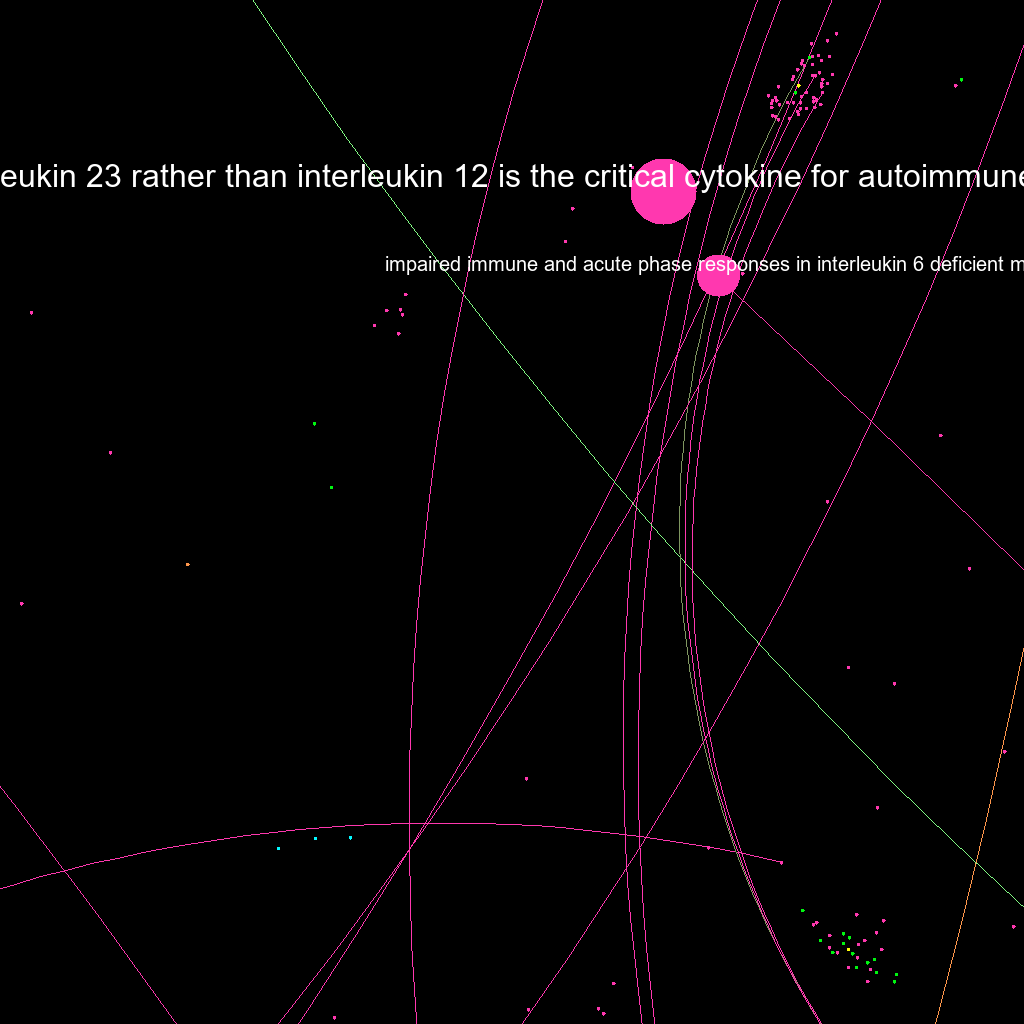 eukin 23 rather than interleukin 12 is the critical cytokine for autoimmune
impaired immune and acute phase responses in interleukin 6 deficient m